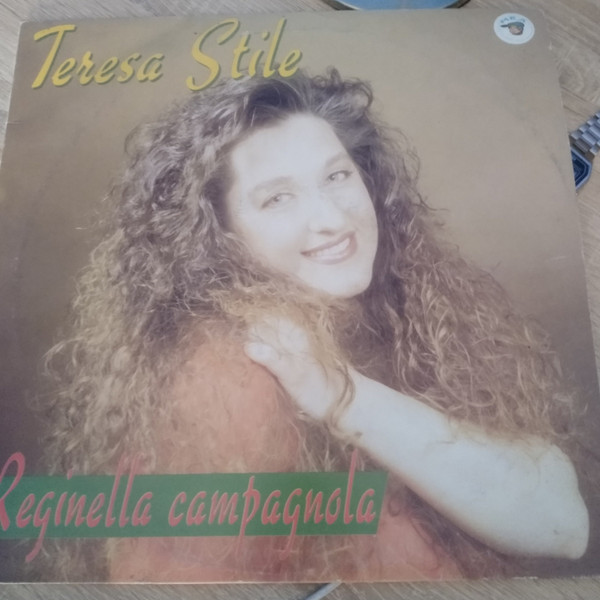 Teresa Stile
Reginella campagnola